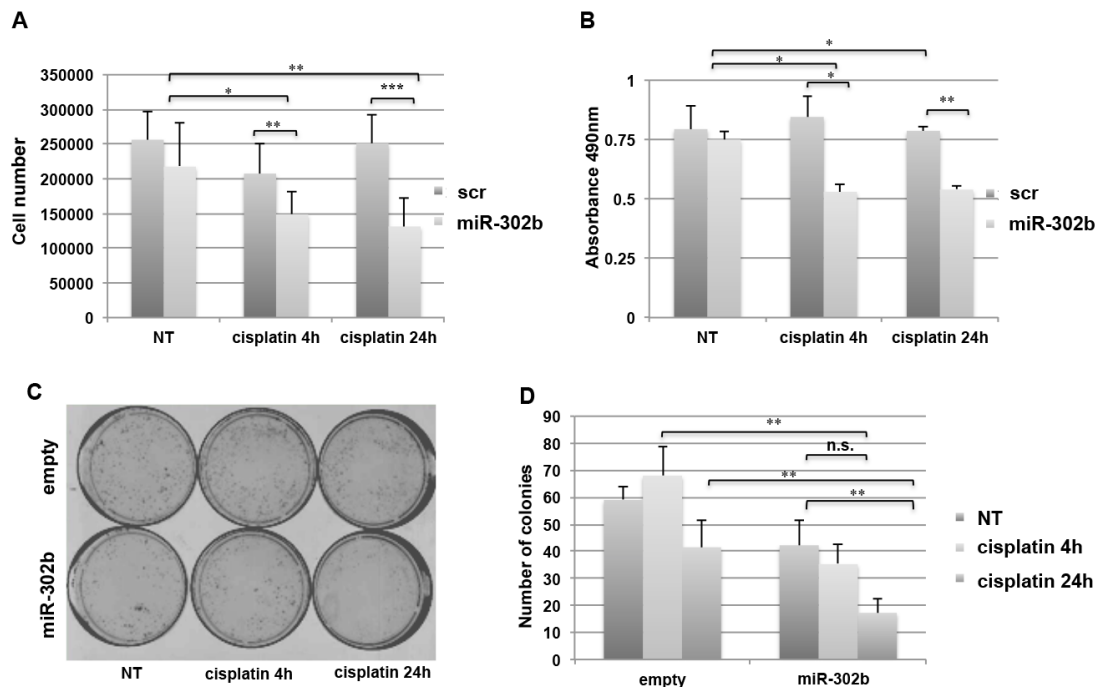 A
350000
300000
250000
200000
150000
100000
50000
0
Cell number
**
*
**
***
NT
cisplatin 4h
cisplatin 24h
scr
miR-302b
B
1
0.75
0.5
0.25
0
Absorbance 490nm
*
*
*
**
NT
cisplatin 4h
cisplatin 24h
scr
miR-302b
C
empty
miR-302b
NT
cisplatin 4h
cisplatin 24h
D
90
80
70
60
50
40
30
20
10
0
Number of colonies
**
n.s.
**
**
empty
miR-302b
NT
cisplatin 4h
cisplatin 24h